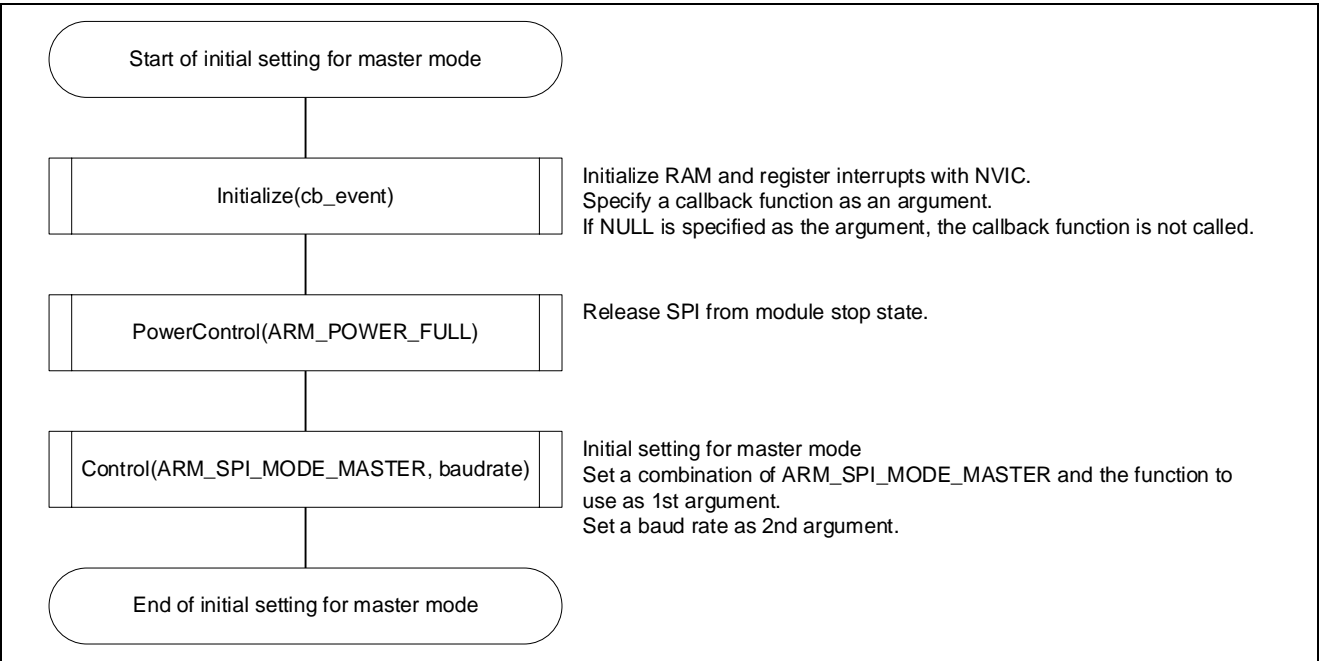 Start of initial setting for master mode
Initialize(cb_event)
Initialize RAM and register interrupts with NVIC.
Specify a callback function as an argument.
If NULL is specified as the argument, the callback function is not called.
PowerControl(ARM_POWER_FULL)
Release SPI from module stop state.
Control(ARM_SPI_MODE_MASTER, baudrate)
Initial setting for master mode
Set a combination of ARM_SPI_MODE_MASTER and the function to
use as 1st argument.
Set a baud rate as 2nd argument.
End of initial setting for master mode